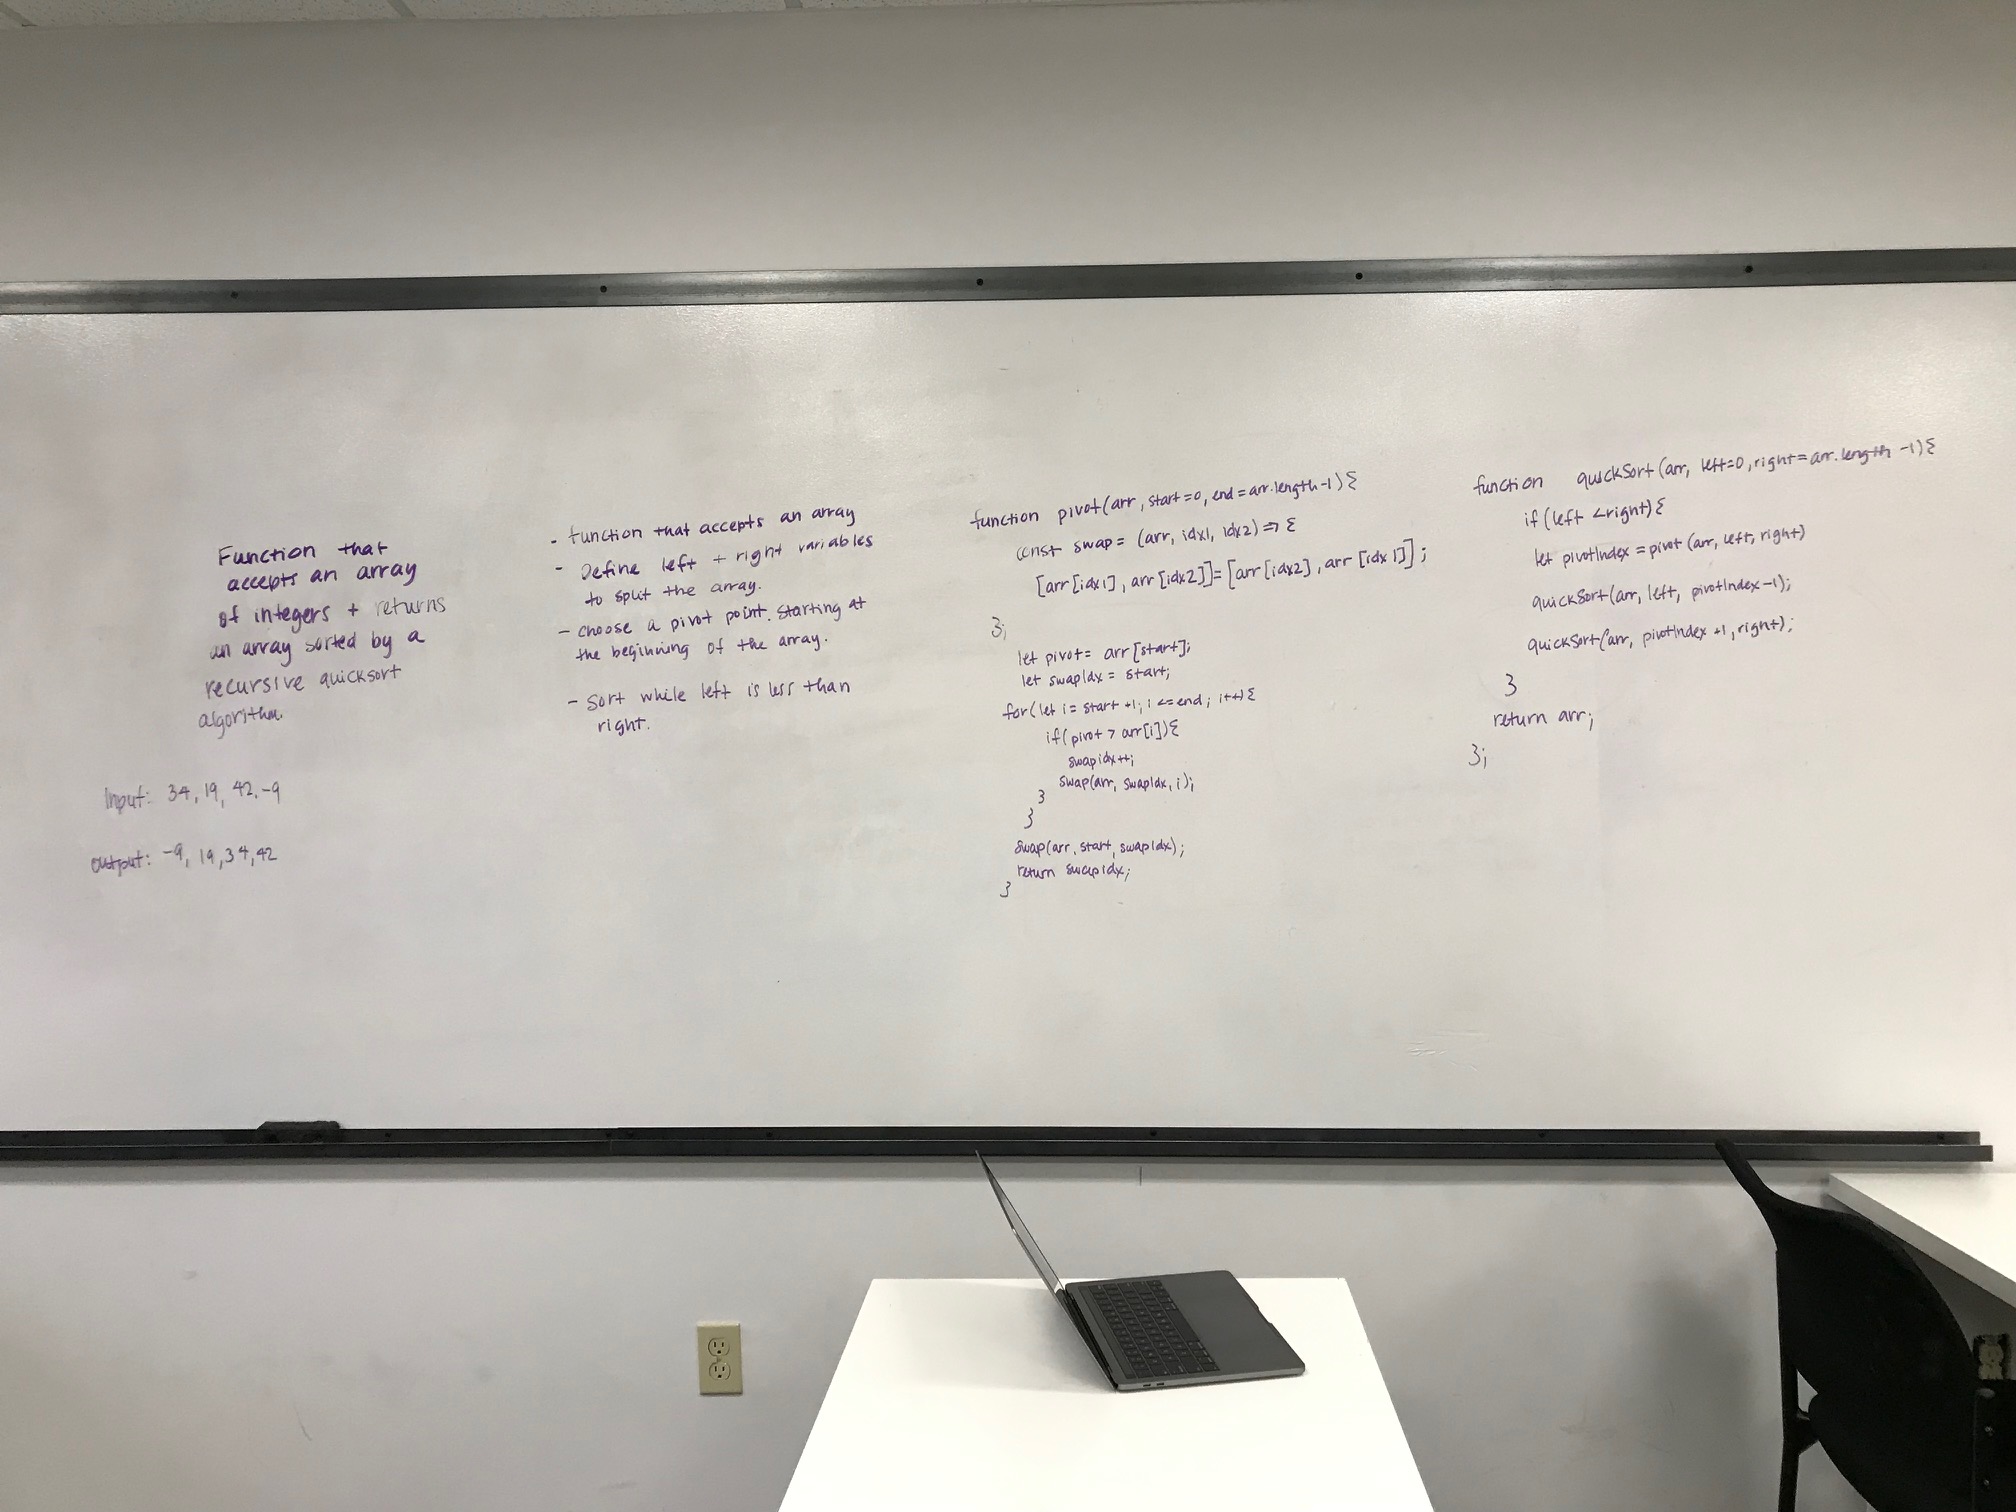 Function that
accepts an array
of integers + returns
an array sorted by a
recursive quicksort
algorithm.
Input: 34, 19, 42, -9
output: -9, 19, 34, 42
- function that accepts an array
- Define left + right variables
to split the array.
- choose a pivot point. Starting at
the beginning of the array.
- Sort while left is less than
right.
function pivot(arr, start=0, end=arr.length-1){
const swap = (arr, idx1, idx2) => {
[arr[idx1], arr[idx2]]=[arr[idx2], arr[idx1]];
};
let pivot = arr[start];
let swapIdx = start;
for(let i = start +1; i <= end; i++){
if(pivot > arr[i]){
swapidx++;
swap(arr, swapIdx, i);
}
}
swap(arr, start, swapIdx);
return swapidx;
}
function quickSort(arr, left=0, right=arr.length -1){
if (left < right){
let pivotIndex = pivot (arr, left, right)
quickSort(arr, left, pivotIndex-1);
quickSort(arr, pivotIndex +1, right);
}
return arr;
};